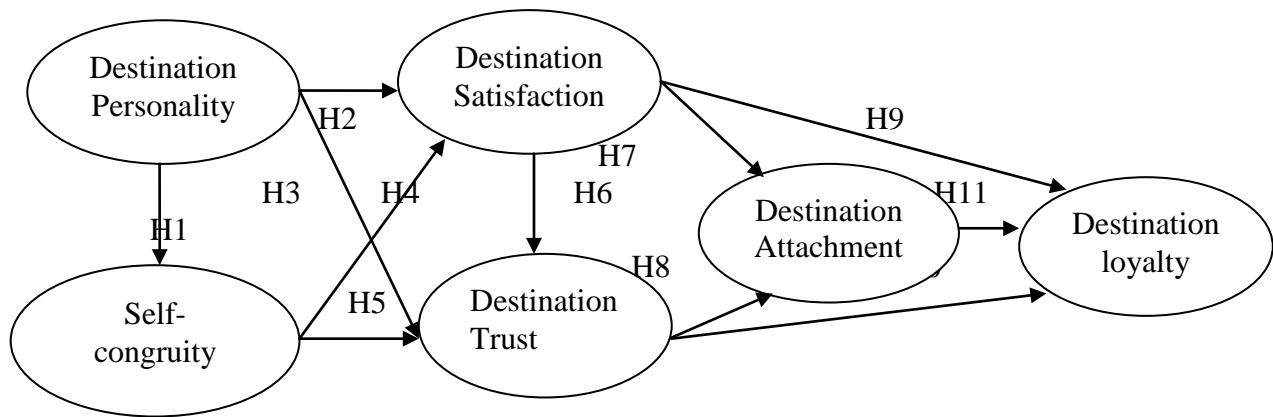 Destination
Personality
Destination
Satisfaction
H2
H9
H7
H3
H4
H6
H11
H1
Destination
Attachment
Destination
loyalty
H8
H5
Self-
congruity
Destination
Trust